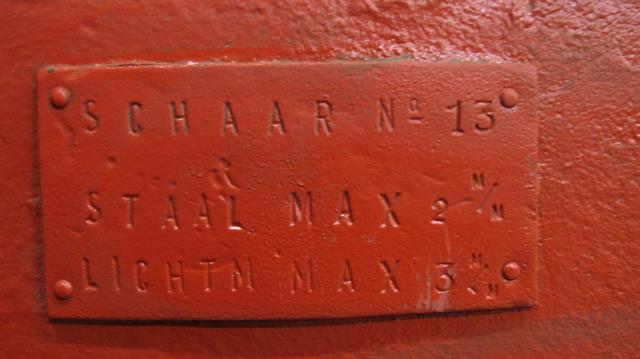 SCHAAR Nº 13
STAAL MAX 2 M/M
LICHTM MAX 3 M/M